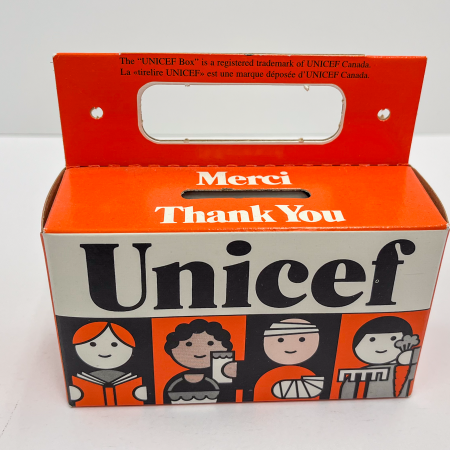 The "UNICEF Box" is a registered trademark of UNICEF Canada.
La «tirelire UNICEF» est une marque déposée d'UNICEF Canada.
Merci
Thank You
Unicef